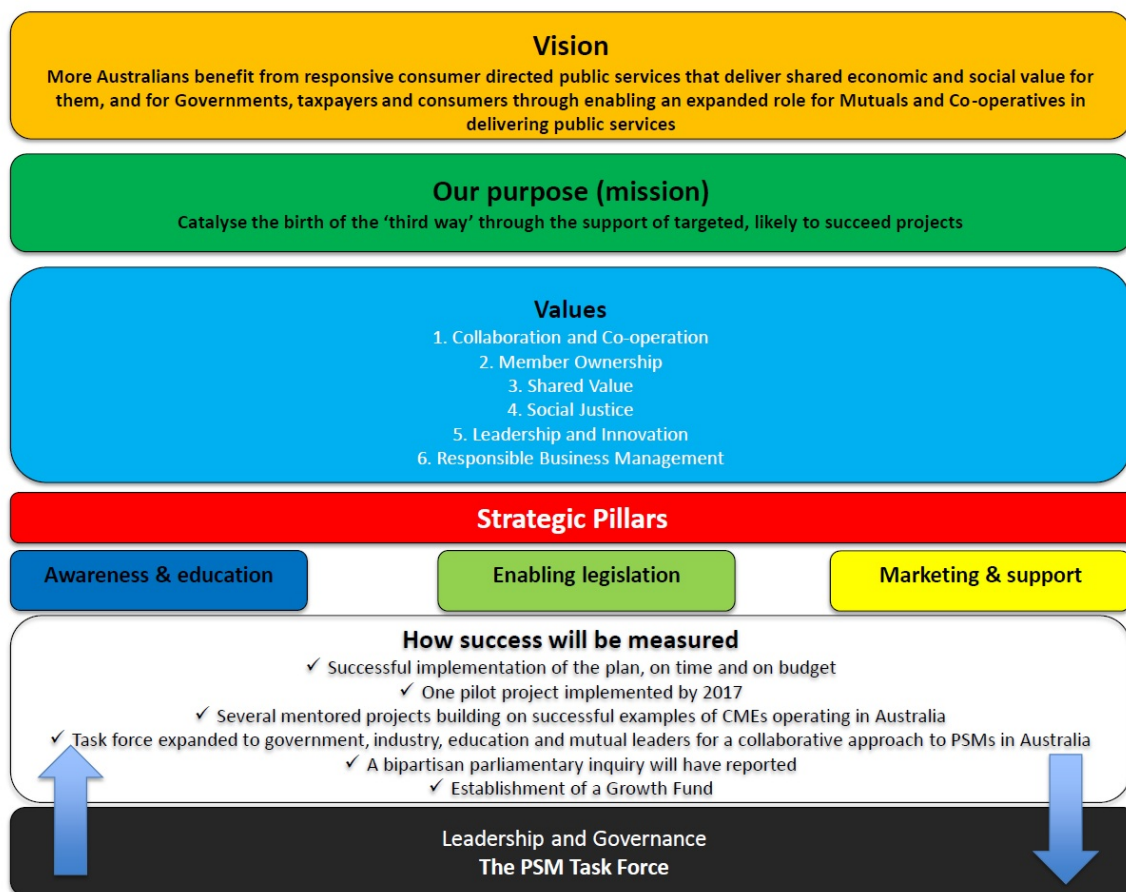 Vision
More Australians benefit from responsive consumer directed public services that deliver shared economic and social value for
them, and for Governments, taxpayers and consumers through enabling an expanded role for Mutuals and Co-operatives in
delivering public services
Our purpose (mission)
Catalyse the birth of the ‘third way’ through the support of targeted, likely to succeed projects
Values
1. Collaboration and Co-operation
2. Member Ownership
3. Shared Value
4. Social Justice
5. Leadership and Innovation
6. Responsible Business Management
Strategic Pillars
Awareness & education
Enabling legislation
Marketing & support
How success will be measured
✓ Successful implementation of the plan, on time and on budget
✓ One pilot project implemented by 2017
✓ Several mentored projects building on successful examples of CMEs operating in Australia
✓ Task force expanded to government, industry, education and mutual leaders for a collaborative approach to PSMs in Australia
✓ A bipartisan parliamentary inquiry will have reported
✓ Establishment of a Growth Fund
Leadership and Governance
The PSM Task Force